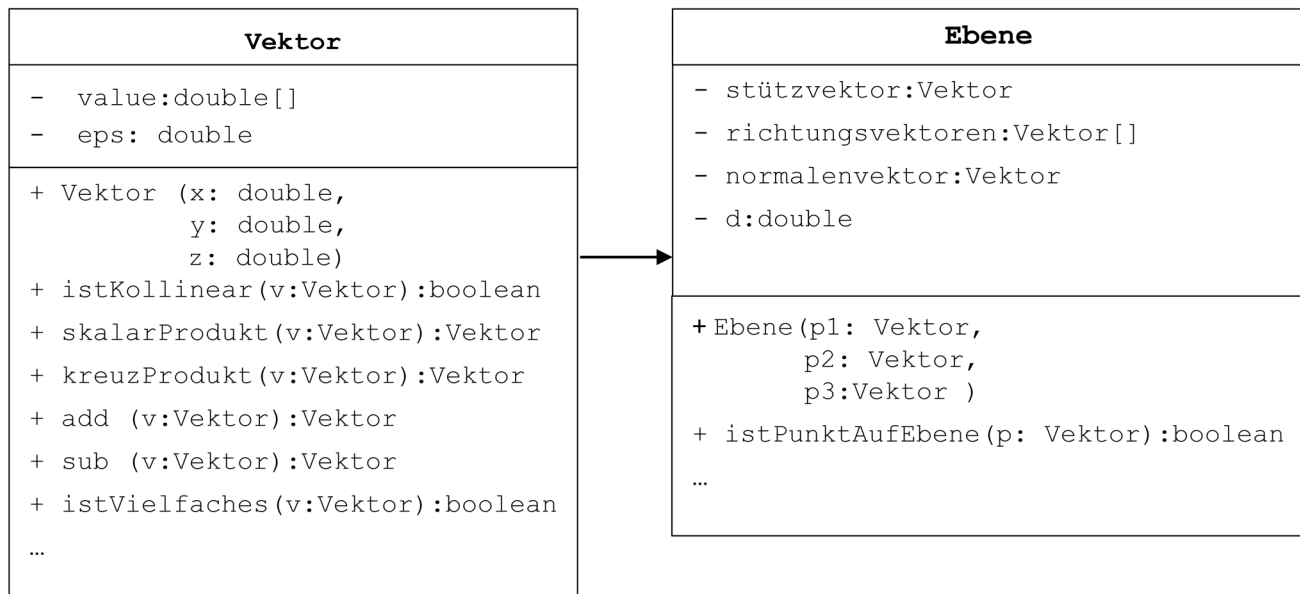 Vektor
- value:double[]
- eps: double
+ Vektor (x: double,
y: double,
z: double)
+ istKollinear(v:Vektor):boolean
+ skalarProdukt(v:Vektor):Vektor
+ kreuzProdukt(v:Vektor):Vektor
+ add (v:Vektor):Vektor
+ sub (v:Vektor):Vektor
+ istVielfaches(v:Vektor):boolean
…
Ebene
- stützvektor:Vektor
- richtungsvektoren:Vektor[]
- normalenvektor:Vektor
- d:double
+ Ebene(p1: Vektor,
p2: Vektor,
p3:Vektor )
+ istPunktAufEbene(p: Vektor):boolean
…